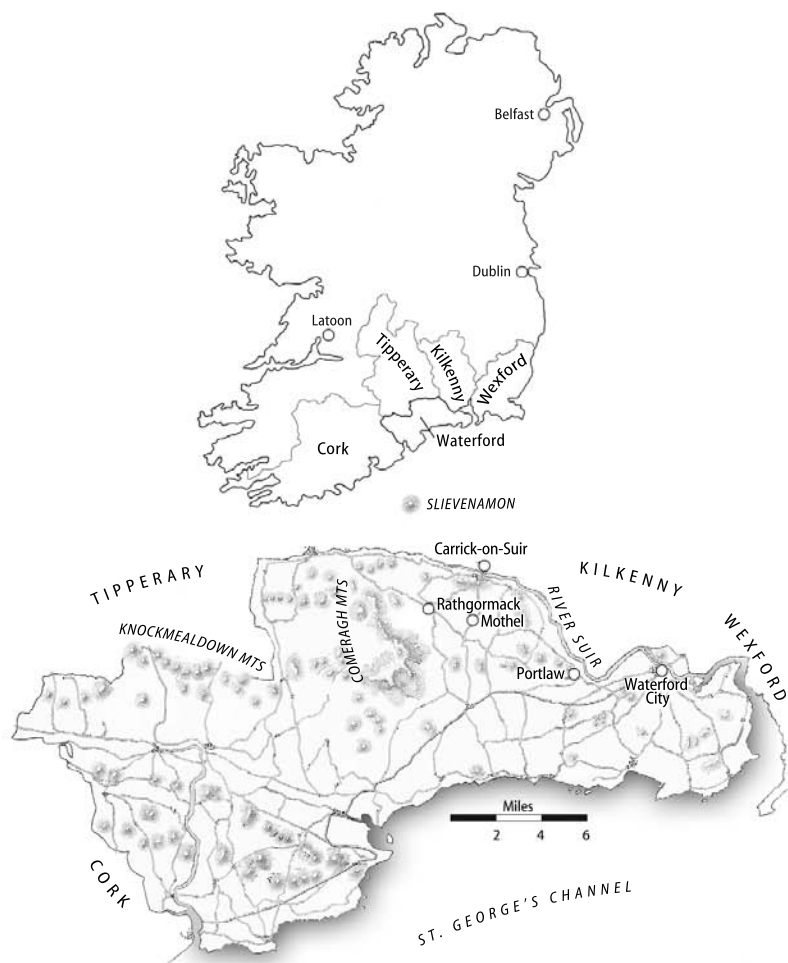 Belfast
Dublin
Latoon
Tipperary
Kilkenny
Wexford
Waterford
Cork
SLIEVENAMON
Carrick-on-Suir
TIPPERARY
KILKENNY
RIVER SUIR
Rathgormack
Mothel
COMERAGH MTS
WEXFORD
KNOCKMEALDOWN MTS
Portlaw
Waterford
City
Miles
2 4 6
CORK
ST. GEORGE'S CHANNEL